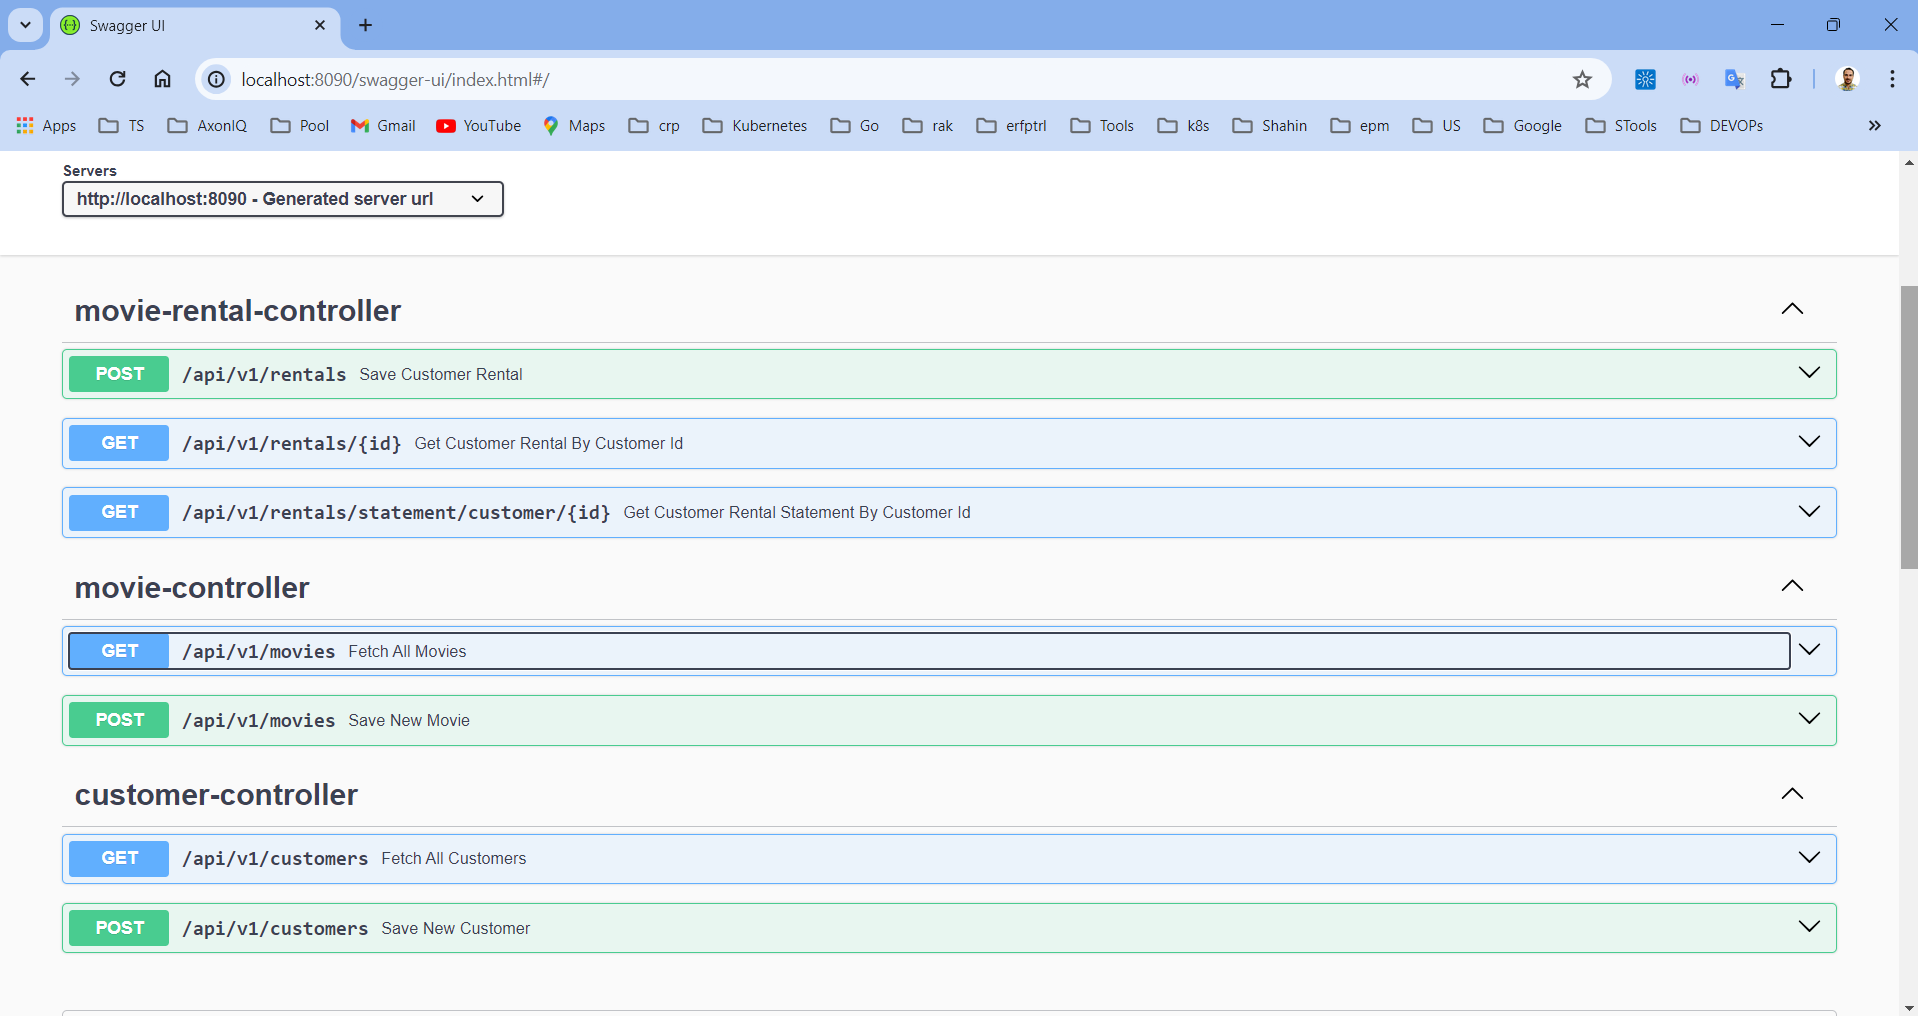 Swagger UI
localhost:8090/swagger-ui/index.html#/
Apps TS AxonIQ Pool Gmail YouTube Maps crp Kubernetes Go rak erfptrl Tools k8s Shahin epm US Google STools DEVOPs
Servers
http://localhost:8090 - Generated server url
movie-rental-controller
POST /api/v1/rentals Save Customer Rental
GET /api/v1/rentals/{id} Get Customer Rental By Customer Id
GET /api/v1/rentals/statement/customer/{id} Get Customer Rental Statement By Customer Id
movie-controller
GET /api/v1/movies Fetch All Movies
POST /api/v1/movies Save New Movie
customer-controller
GET /api/v1/customers Fetch All Customers
POST /api/v1/customers Save New Customer